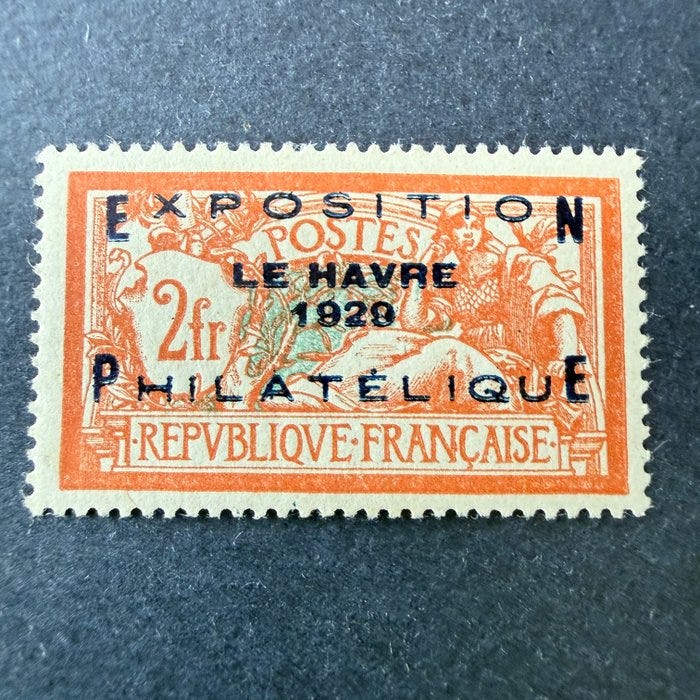 EXPOSITION
POSTES
LE HAVRE
1929
2fr
PHILATÉLIQUE
·REPVBLIQVE·FRANÇAISE·